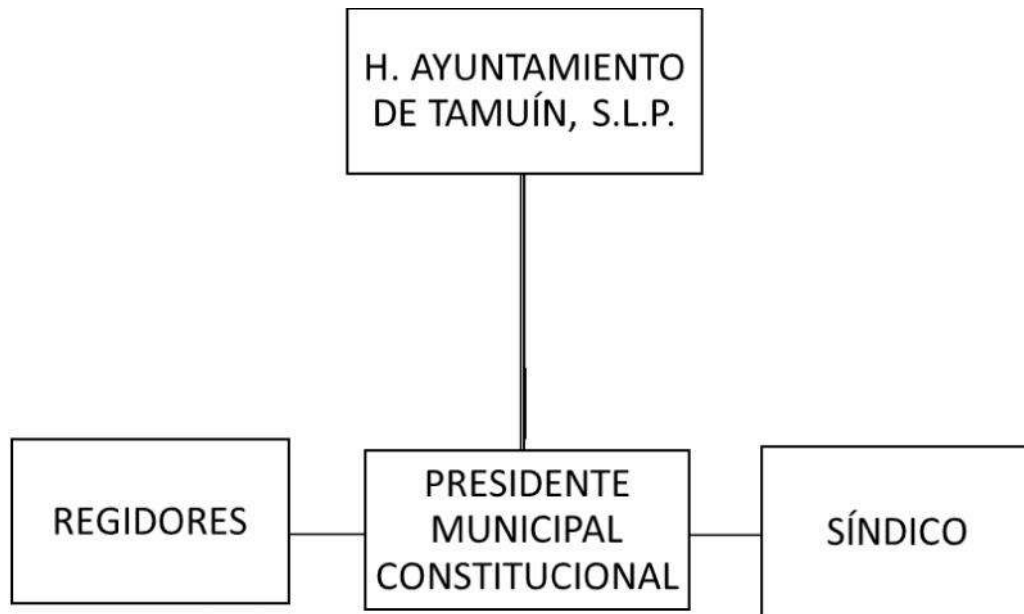 H. AYUNTAMIENTO
DE TAMUÍN, S.L.P.
REGIDORES
PRESIDENTE
MUNICIPAL
CONSTITUCIONAL
SÍNDICO